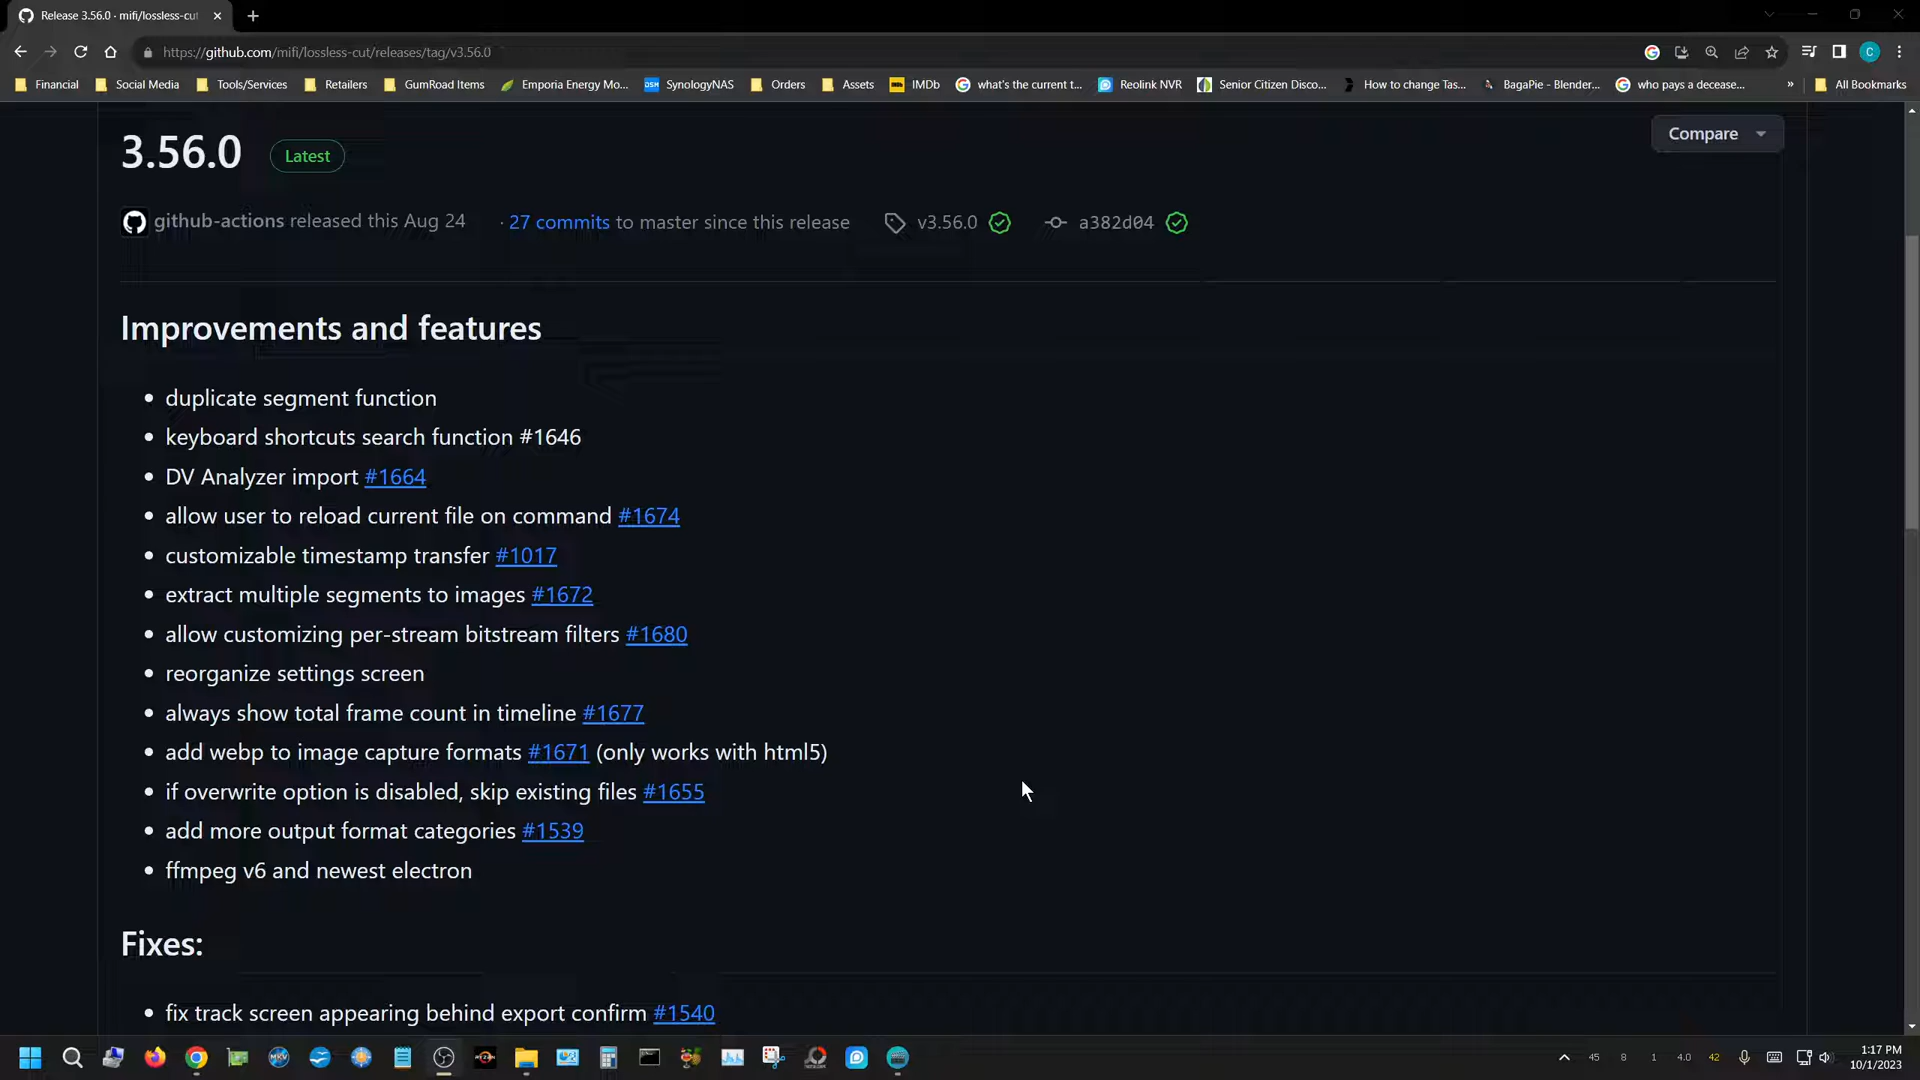 Release 3.56.0 · mifi/lossless-cut
https://github.com/mifi/lossless-cut/releases/tag/v3.56.0
C
Financial
Social Media
Tools/Services
Retailers
GumRoad Items
Emporia Energy Mo...
DSM SynologyNAS
Orders
Assets
IMDb IMDb
what's the current t...
Reolink NVR
Senior Citizen Disco...
How to change Tas...
BagaPie - Blender...
who pays a decease...
»
All Bookmarks
3.56.0 Latest
Compare
github-actions released this Aug 24 · 27 commits to master since this release v3.56.0 a382d04
Improvements and features
• duplicate segment function
• keyboard shortcuts search function #1646
• DV Analyzer import #1664
• allow user to reload current file on command #1674
• customizable timestamp transfer #1017
• extract multiple segments to images #1672
• allow customizing per-stream bitstream filters #1680
• reorganize settings screen
• always show total frame count in timeline #1677
• add webp to image capture formats #1671 (only works with html5)
• if overwrite option is disabled, skip existing files #1655
• add more output format categories #1539
• ffmpeg v6 and newest electron
Fixes:
• fix track screen appearing behind export confirm #1540
MKV
45 8 1 4.0 42
1:17 PM
10/1/2023